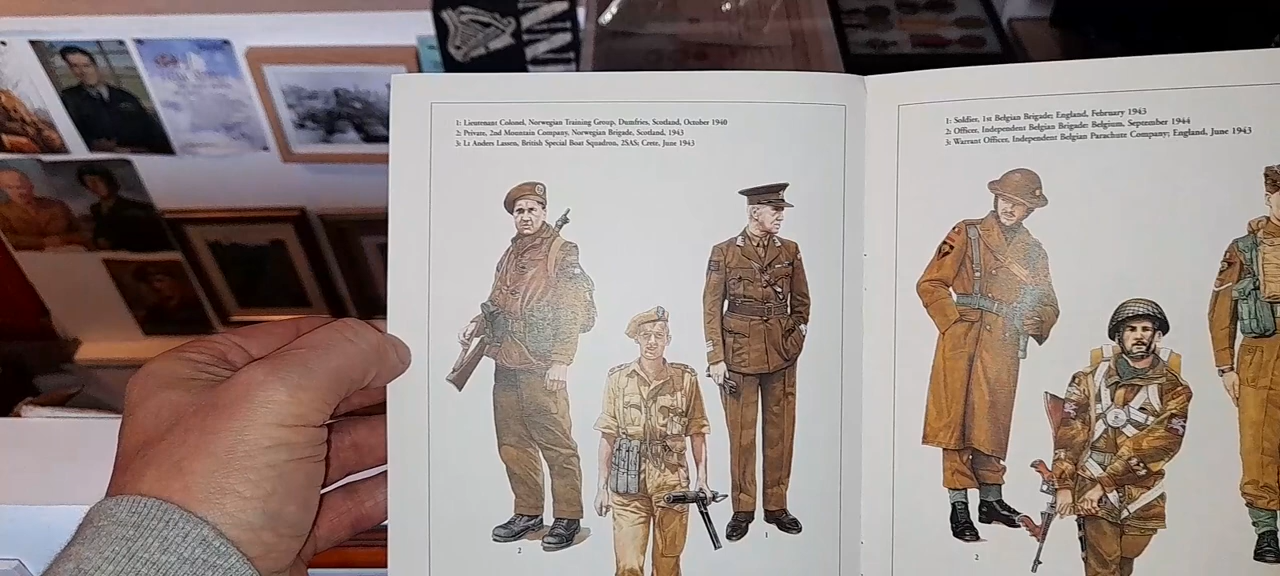 INN
1: Lieutenant Colonel, Norwegian Training Group, Dumfries, Scotland, October 1940
2: Private, 2nd Mountain Company, Norwegian Brigade, Scotland, 1943
3: Lt Anders Lassen, British Special Boat Squadron, 2SAS: Crete, June 1943
2
1
1: Soldier, 1st Belgian Brigade; England, February 1943
2: Officer, Independent Belgian Brigade: Belgium, September 1944
3: Warrant Officer, Independent Belgian Parachute Company; England, June 1943
2